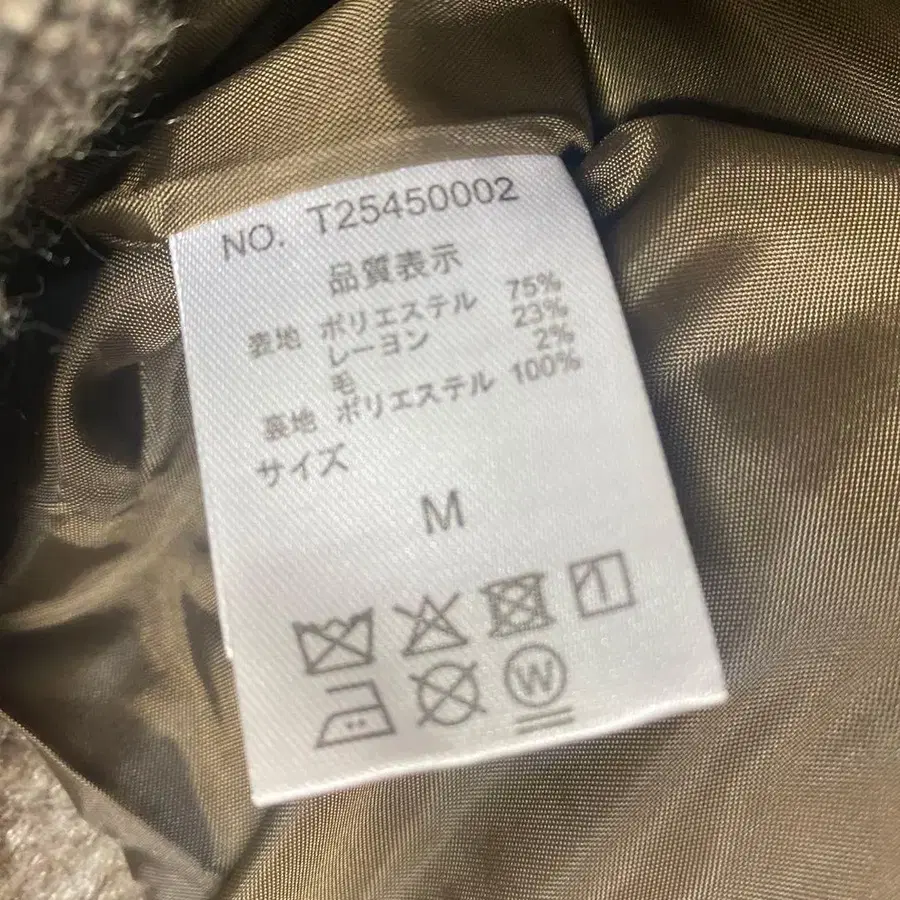 NO. T25450002
品質表示
表地 ポリエステル 75%
レーヨン 23%
毛 2%
裏地 ポリエステル 100%
サイズ
M
W